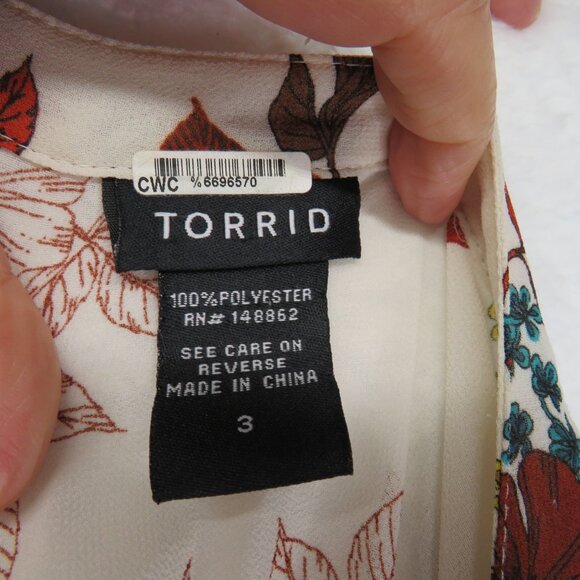 CWC %6696570
TORRID
100%POLYESTER
RN# 148862
SEE CARE ON
REVERSE
MADE IN CHINA
3